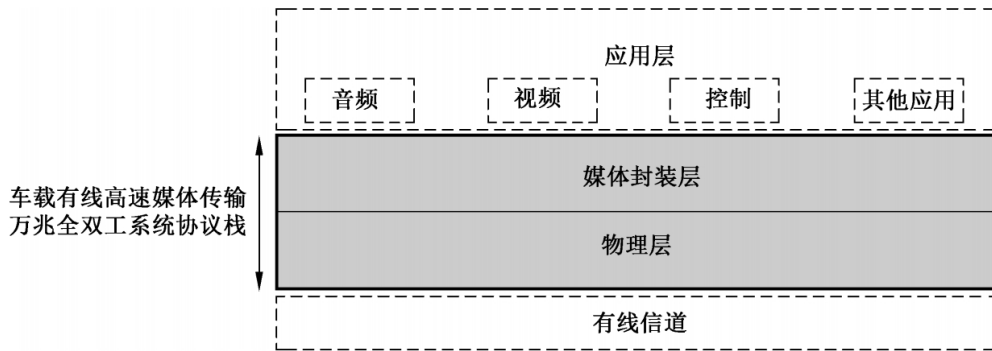 应用层
音频 视频 控制 其他应用
车载有线高速媒体传输
万兆全双工系统协议栈
媒体封装层
物理层
有线信道